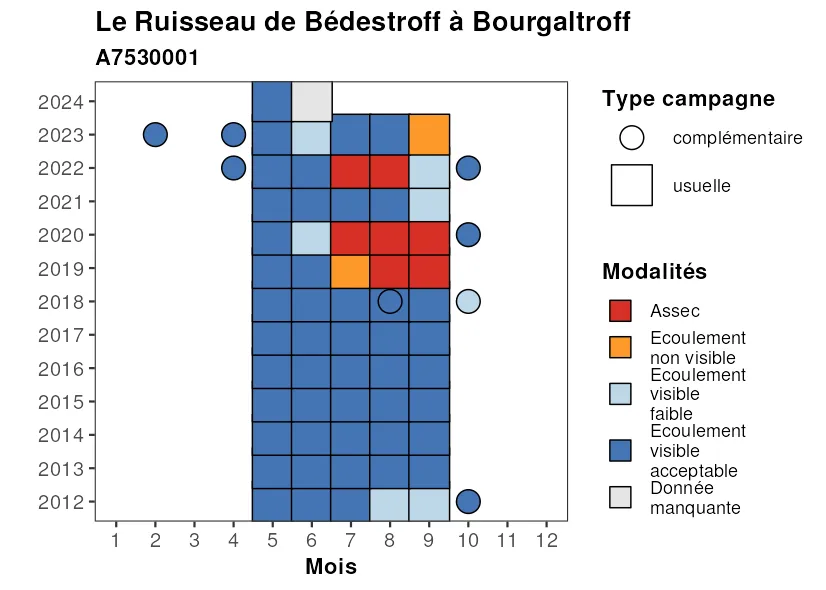 Le Ruisseau de Bédestroff à Bourgaltroff
A7530001
2024
2023
2022
2021
2020
2019
2018
2017
2016
2015
2014
2013
2012
1 2 3 4 5 6 7 8 9 10 11 12
Mois
Type campagne
complémentaire
usuelle
Modalités
Assec
Ecoulement
non visible
Ecoulement
visible
faible
Ecoulement
visible
acceptable
Donnée
manquante